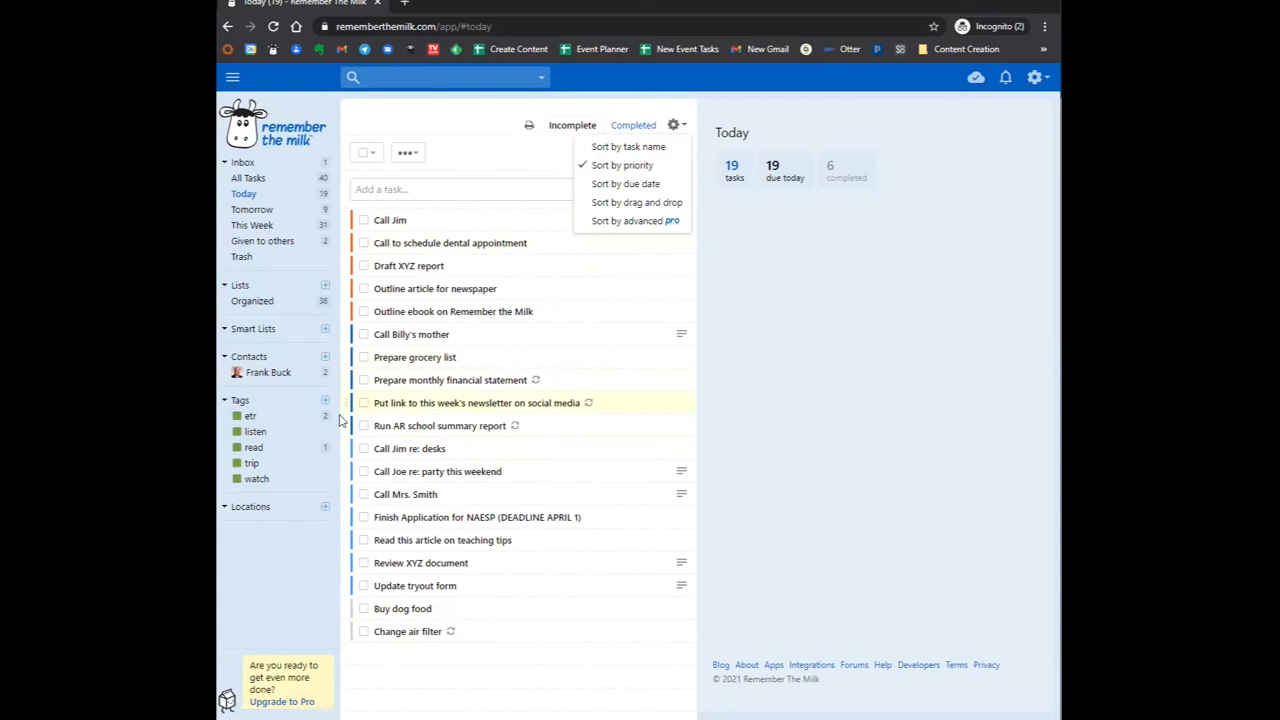 Today (19) - Remember The Milk
rememberthemilk.com/app/#today
Incognito (2)
Create Content
Event Planner
New Event Tasks
New Gmail
Otter
Content Creation
remember
the milk
Inbox 1
All Tasks 40
Today 19
Tomorrow 9
This Week 31
Given to others 2
Trash
Lists
Organized 38
Smart Lists
Contacts
Frank Buck 2
Tags
etr 2
listen
read 1
trip
watch
Locations
Are you ready to
get even more
done?
Upgrade to Pro
Incomplete Completed
Sort by task name
Sort by priority
Sort by due date
Sort by drag and drop
Sort by advanced pro
Add a task...
Call Jim
Call to schedule dental appointment
Draft XYZ report
Outline article for newspaper
Outline ebook on Remember the Milk
Call Billy's mother
Prepare grocery list
Prepare monthly financial statement
Put link to this week's newsletter on social media
Run AR school summary report
Call Jim re: desks
Call Joe re: party this weekend
Call Mrs. Smith
Finish Application for NAESP (DEADLINE APRIL 1)
Read this article on teaching tips
Review XYZ document
Update tryout form
Buy dog food
Change air filter
Today
19 19 6
tasks due today completed
Blog About Apps Integrations Forums Help Developers Terms Privacy
© 2021 Remember The Milk